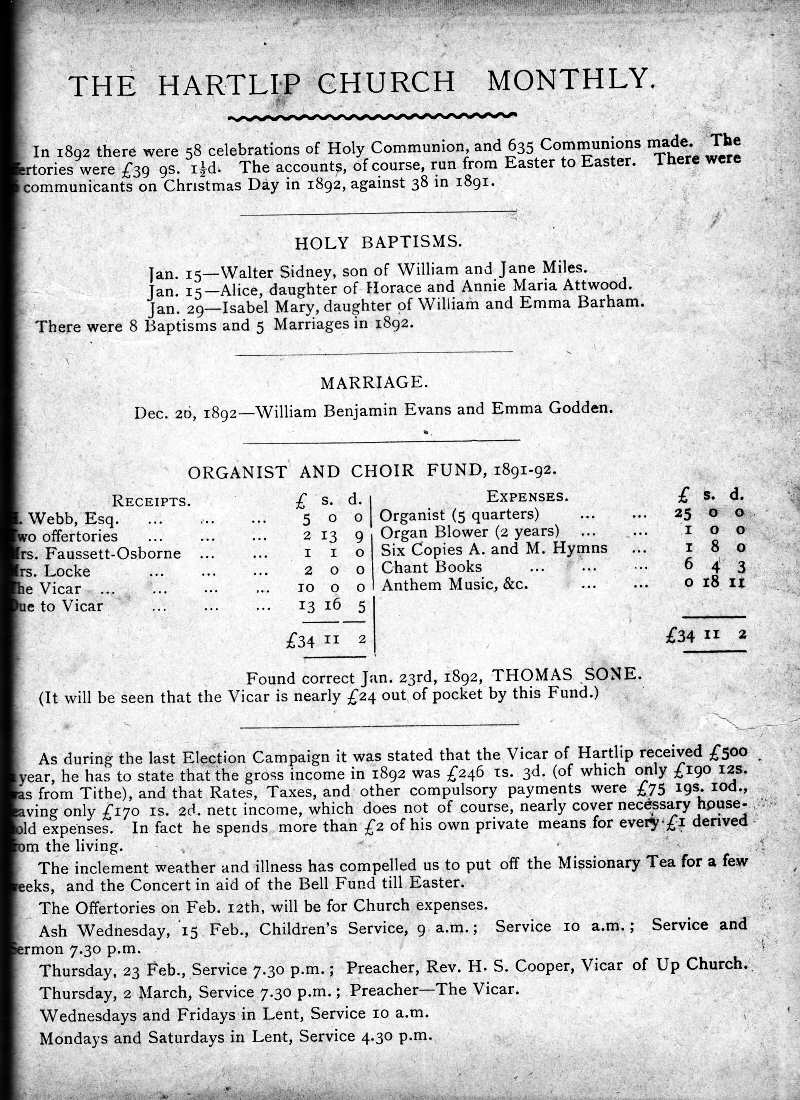 THE HARTLIP CHURCH MONTHLY.
In 1892 there were 58 celebrations of Holy Communion, and 635 Communions made. The
ertories were £39 9s. 1½d. The accounts, of course, run from Easter to Easter. There were
communicants on Christmas Day in 1892, against 38 in 1891.
HOLY BAPTISMS.
Jan. 15—Walter Sidney, son of William and Jane Miles.
Jan. 15—Alice, daughter of Horace and Annie Maria Attwood.
Jan. 29—Isabel Mary, daughter of William and Emma Barham.
There were 8 Baptisms and 5 Marriages in 1892.
MARRIAGE.
Dec. 26, 1892—William Benjamin Evans and Emma Godden.
ORGANIST AND CHOIR FUND, 1891-92.
RECEIPTS. £ s. d.
Webb, Esq. ... ... ... 5 0 0
Two offertories ... ... ... 2 13 9
Mrs. Faussett-Osborne ... ... 1 1 0
Mrs. Locke ... ... ... 2 0 0
The Vicar ... ... ... ... 10 0 0
Due to Vicar ... ... ... 13 16 5
£34 11 2
EXPENSES. £ s. d.
Organist (5 quarters) ... ... 25 0 0
Organ Blower (2 years) ... ... 1 0 0
Six Copies A. and M. Hymns ... 1 8 0
Chant Books ... ... ... 6 4 3
Anthem Music, &c. ... ... 0 18 11
£34 11 2
Found correct Jan. 23rd, 1892, THOMAS SONE.
(It will be seen that the Vicar is nearly £24 out of pocket by this Fund.)
As during the last Election Campaign it was stated that the Vicar of Hartlip received £500
year, he has to state that the gross income in 1892 was £246 1s. 3d. (of which only £190 12s.
was from Tithe), and that Rates, Taxes, and other compulsory payments were £75 19s. 10d.,
eaving only £170 1s. 2d. nett income, which does not of course, nearly cover necessary house-
old expenses. In fact he spends more than £2 of his own private means for every £1 derived
from the living.
The inclement weather and illness has compelled us to put off the Missionary Tea for a few
weeks, and the Concert in aid of the Bell Fund till Easter.
The Offertories on Feb. 12th, will be for Church expenses.
Ash Wednesday, 15 Feb., Children's Service, 9 a.m.; Service 10 a.m.; Service and
Sermon 7.30 p.m.
Thursday, 23 Feb., Service 7.30 p.m.; Preacher, Rev. H. S. Cooper, Vicar of Up Church.
Thursday, 2 March, Service 7.30 p.m.; Preacher—The Vicar.
Wednesdays and Fridays in Lent, Service 10 a.m.
Mondays and Saturdays in Lent, Service 4.30 p.m.